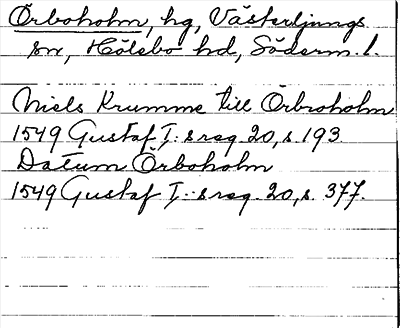 Örboholm, hg, Västerljungs
sn, Hölebo hd, Söderm. l.
Niels Krumme till Örbroholm
1549 Gustaf I:s reg. 20, s. 193.
Datum Örboholm
1549 Gustaf I:s reg. 20, s. 377.